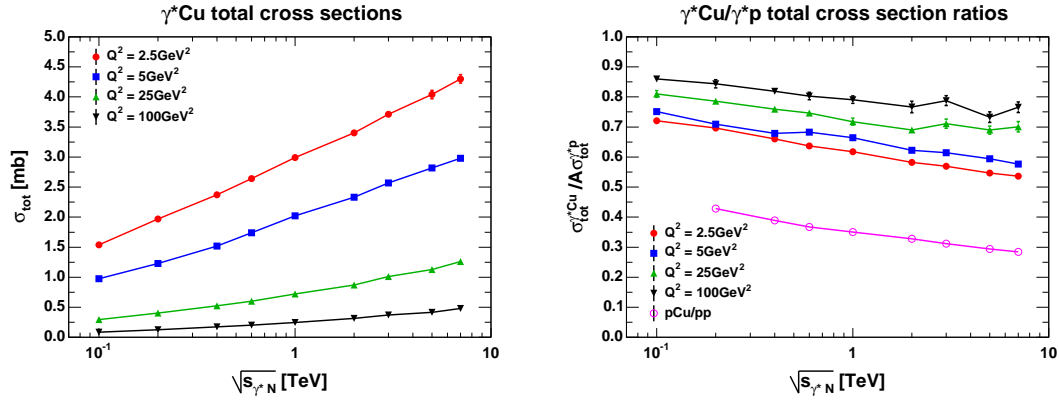 γ*Cu total cross sections
σtot [mb]
5.0
4.5
4.0
3.5
3.0
2.5
2.0
1.5
1.0
0.5
0.0
Q² = 2.5GeV²
Q² = 5GeV²
Q² = 25GeV²
Q² = 100GeV²
10⁻¹ 1 10
√sγ* N [TeV]
γ*Cu/γ*p total cross section ratios
σtot^γ*Cu /Aσtot^γ*p
1.0
0.9
0.8
0.7
0.6
0.5
0.4
0.3
0.2
0.1
0.0
Q² = 2.5GeV²
Q² = 5GeV²
Q² = 25GeV²
Q² = 100GeV²
pCu/pp
10⁻¹ 1 10
√sγ* N [TeV]